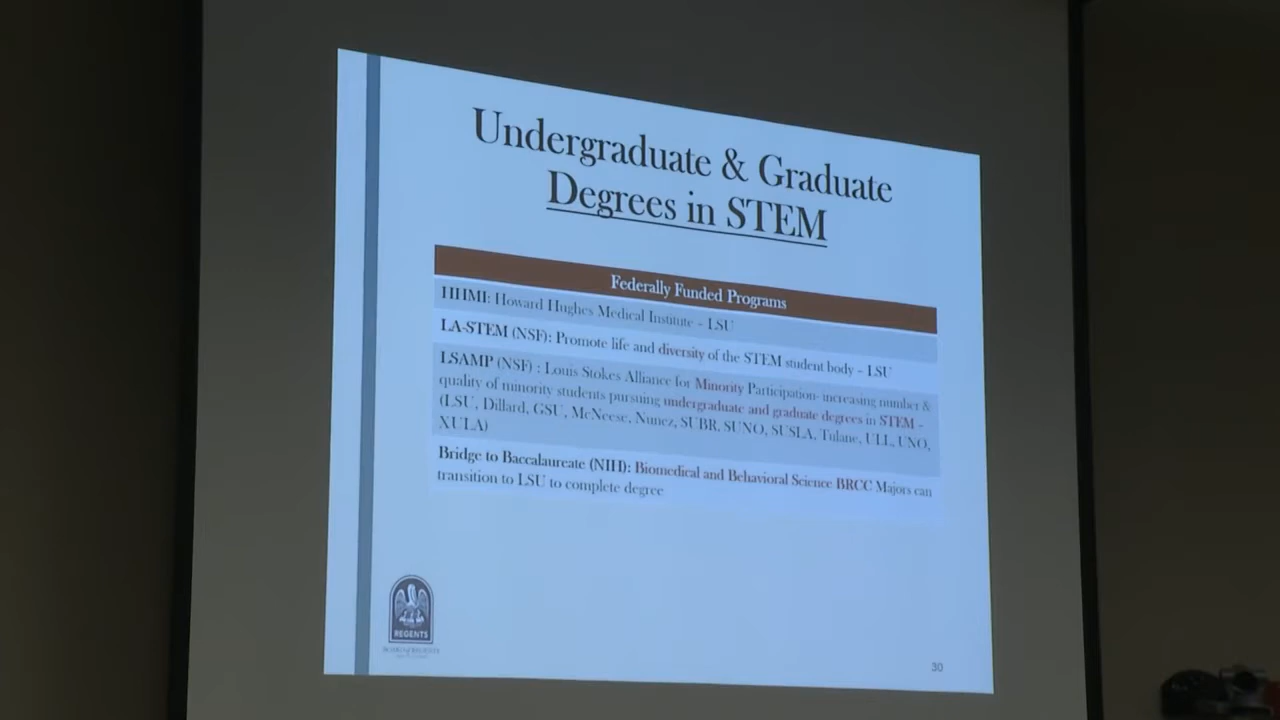 Undergraduate & Graduate
Degrees in STEM
Federally Funded Programs
HHMI: Howard Hughes Medical Institute - LSU
LA-STEM (NSF): Promote life and diversity of the STEM student body - LSU
LSAMP (NSF) : Louis Stokes Alliance for Minority Participation- increasing number &
quality of minority students pursuing undergraduate and graduate degrees in STEM -
(LSU, Dillard, GSU, McNeese, Nunez, SUBR, SUNO, SUSLA, Tulane, ULL, UNO,
XULA)
Bridge to Baccalaureate (NIH): Biomedical and Behavioral Science BRCC Majors can
transition to LSU to complete degree
REGENTS
BOARD of REGENTS
30